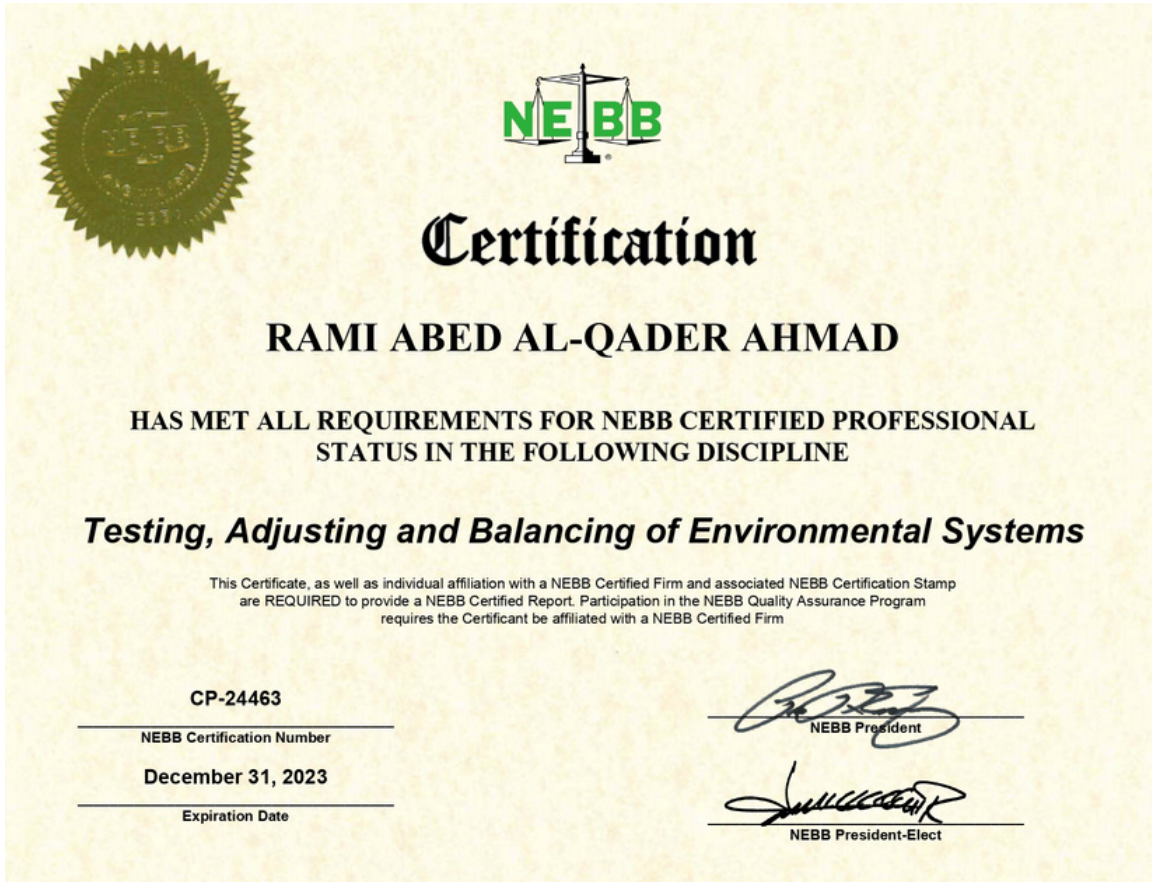 NEBB
NEBB
Certification
RAMI ABED AL-QADER AHMAD
HAS MET ALL REQUIREMENTS FOR NEBB CERTIFIED PROFESSIONAL
STATUS IN THE FOLLOWING DISCIPLINE
Testing, Adjusting and Balancing of Environmental Systems
This Certificate, as well as individual affiliation with a NEBB Certified Firm and associated NEBB Certification Stamp
are REQUIRED to provide a NEBB Certified Report. Participation in the NEBB Quality Assurance Program
requires the Certificant be affiliated with a NEBB Certified Firm
CP-24463
NEBB Certification Number
December 31, 2023
Expiration Date
NEBB President
NEBB President-Elect